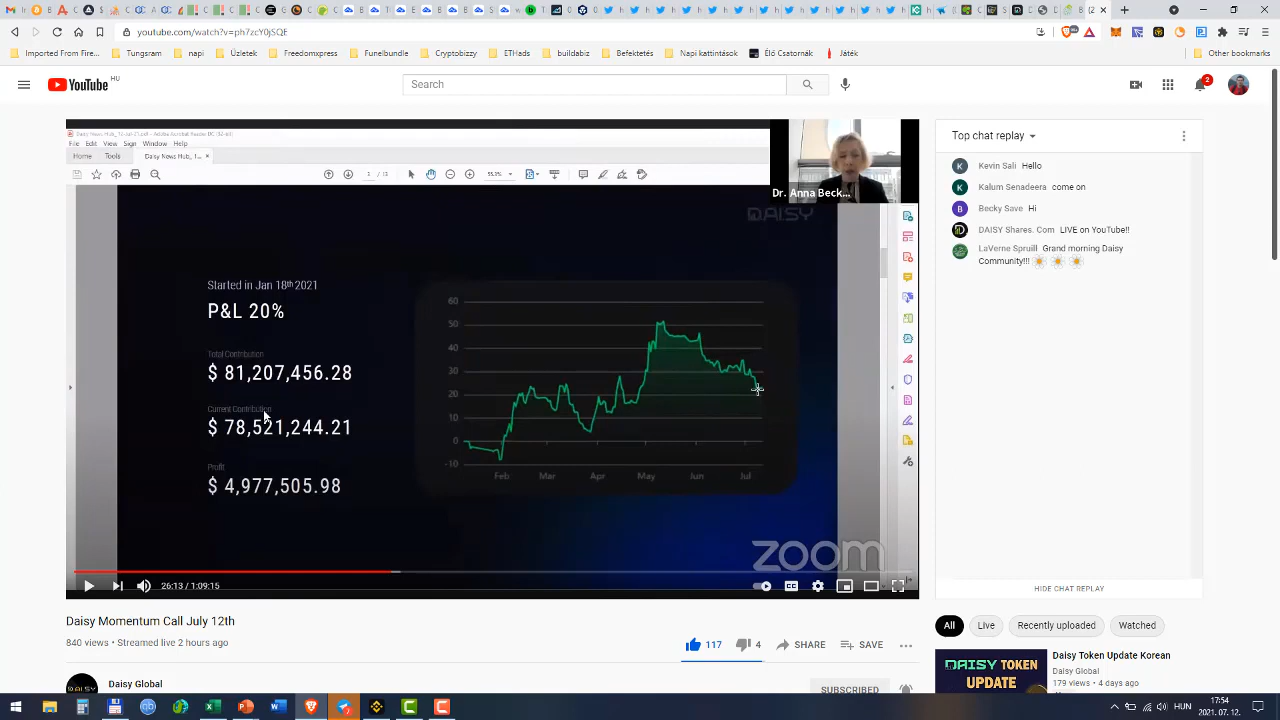 youtube.com/watch?v=ph7zcY0jSQE
Imported From Fire...
Tungsram
napi
Üzletek
Freedomexpress
Funelbundle
Cryptobizzy
ETHads
buildabiz
Befektetés
Napi kattintások
Élő Csatornák
Játék
Other bookmarks
YouTube HU
Search
2
File Edit View Sign Window Help
Home
Tools
Daisy News Hub_ 1...
1 / 13
55.3%
Dr. Anna Beck...
DAISY
Started in Jan 18th 2021
P&L 20%
Total Contribution
$ 81,207,456.28
Current Contribution
$ 78,521,244.21
Profit
$ 4,977,505.98
60
50
40
30
20
10
0
-10
Feb Mar Apr May Jun Jul
zoom
26:13 / 1:09:15
Top chat replay
Kevin Sali Hello
Kalum Senadeera come on
Becky Save Hi
DAISY Shares. Com LIVE on YouTube!!
LaVerne Spruill Grand morning Daisy
Community!!!
HIDE CHAT REPLAY
Daisy Momentum Call July 12th
840 views • Streamed live 2 hours ago
117
4
SHARE
SAVE
Daisy Global
SUBSCRIBED
All
Live
Recently uploaded
Watched
DAISY TOKEN
UPDATE
Daisy Token Update Korean
Daisy Global
179 views • 4 days ago
HUN
17:54
2021. 07. 12.